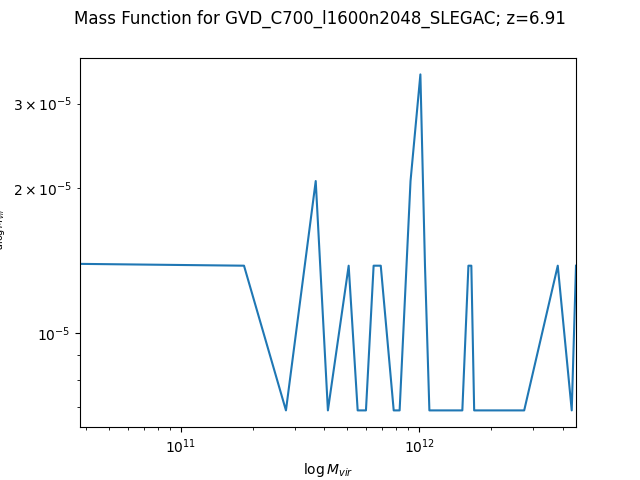 Mass Function for GVD_C700_l1600n2048_SLEGAC; z=6.91
3 × 10⁻⁵
2 × 10⁻⁵
10⁻⁵
10¹¹ 10¹²
log M_vir